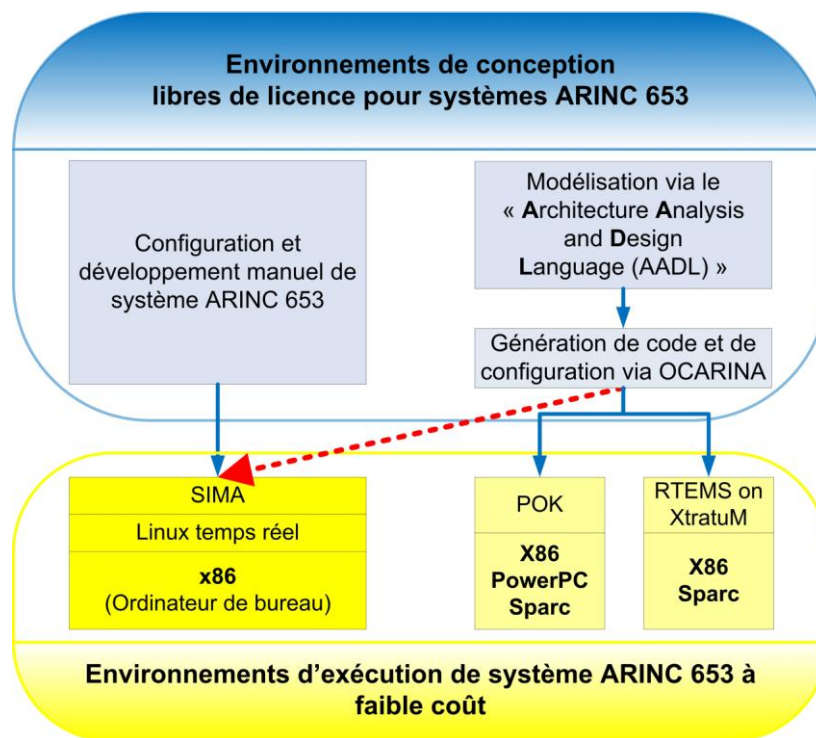 Environnements de conception
libres de licence pour systèmes ARINC 653
Configuration et
développement manuel de
système ARINC 653
Modélisation via le
« Architecture Analysis
and Design
Language (AADL) »
Génération de code et de
configuration via OCARINA
SIMA
Linux temps réel
x86
(Ordinateur de bureau)
POK
X86
PowerPC
Sparc
RTEMS on
XtratuM
X86
Sparc
Environnements d'exécution de système ARINC 653 à
faible coût